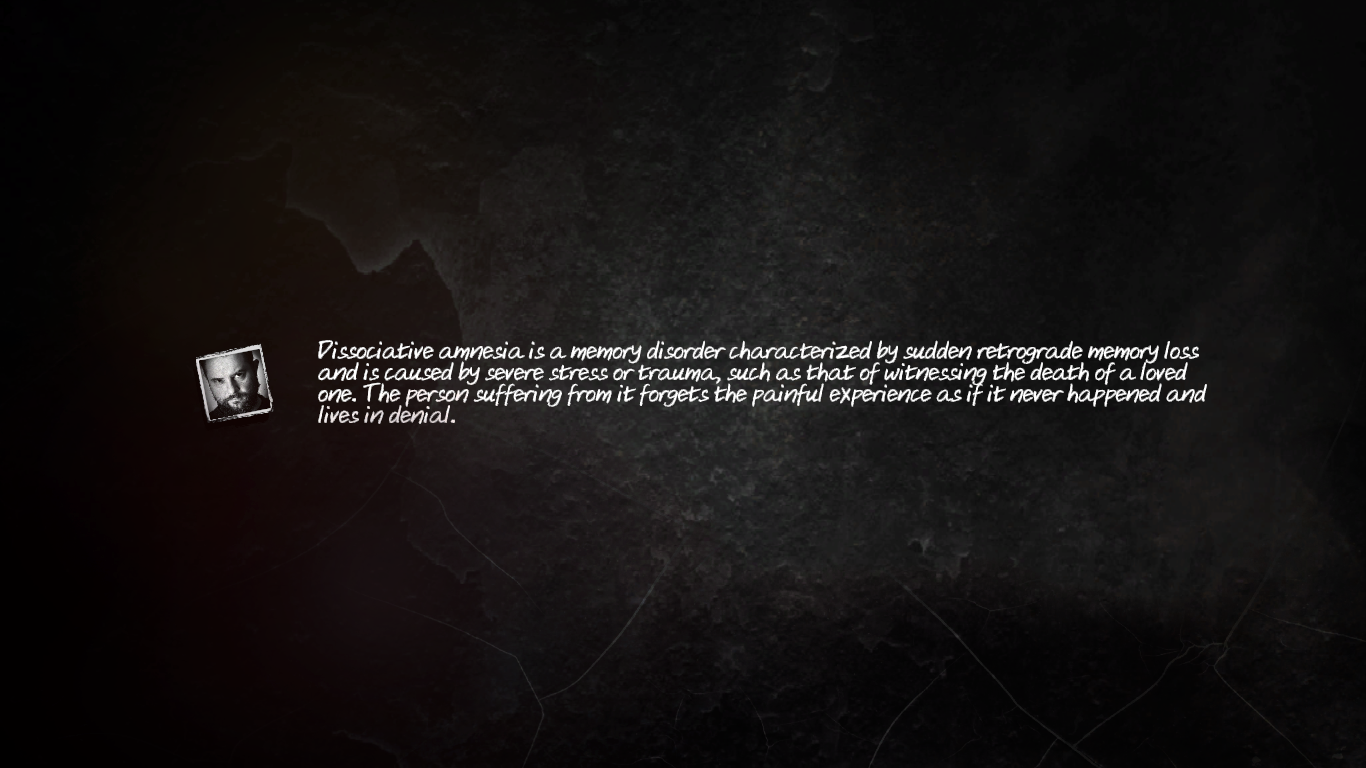 Dissociative amnesia is a memory disorder characterized by sudden retrograde memory loss
and is caused by severe stress or trauma, such as that of witnessing the death of a loved
one. The person suffering from it forgets the painful experience as if it never happened and
lives in denial.